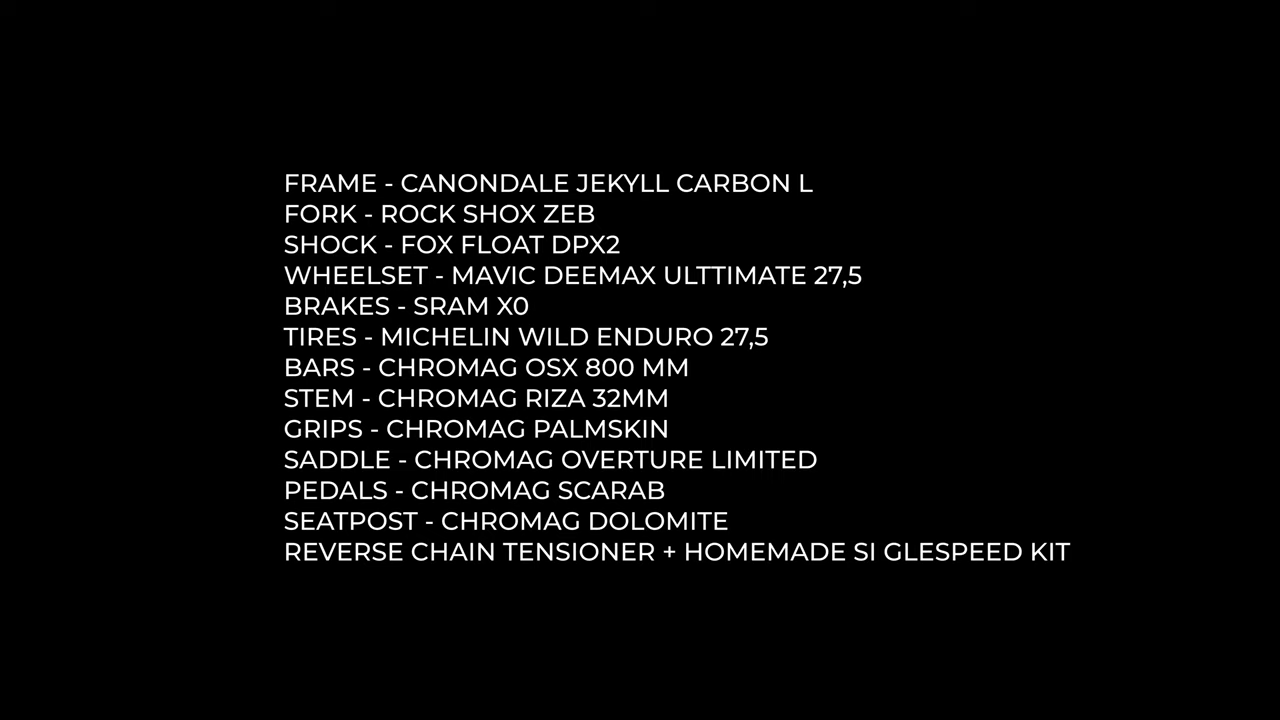 FRAME - CANONDALE JEKYLL CARBON L
FORK - ROCK SHOX ZEB
SHOCK - FOX FLOAT DPX2
WHEELSET - MAVIC DEEMAX ULTTIMATE 27,5
BRAKES - SRAM X0
TIRES - MICHELIN WILD ENDURO 27,5
BARS - CHROMAG OSX 800 MM
STEM - CHROMAG RIZA 32MM
GRIPS - CHROMAG PALMSKIN
SADDLE - CHROMAG OVERTURE LIMITED
PEDALS - CHROMAG SCARAB
SEATPOST - CHROMAG DOLOMITE
REVERSE CHAIN TENSIONER + HOMEMADE SI GLESPEED KIT